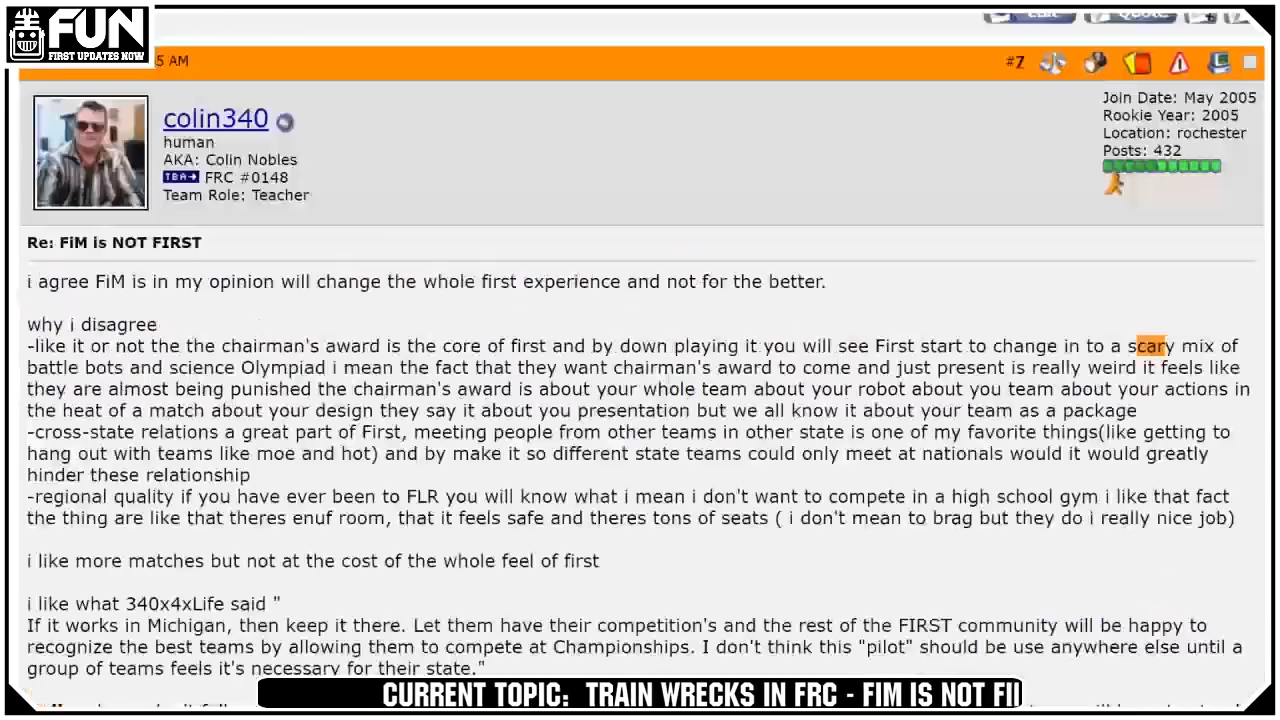 Edit
Quote
FUN
FIRST UPDATES NOW
5 AM
#7
colin340
human
AKA: Colin Nobles
TBA FRC #0148
Team Role: Teacher
Join Date: May 2005
Rookie Year: 2005
Location: rochester
Posts: 432
Re: FiM is NOT FIRST
i agree FiM is in my opinion will change the whole first experience and not for the better.
why i disagree
-like it or not the the chairman's award is the core of first and by down playing it you will see First start to change in to a scary mix of
battle bots and science Olympiad i mean the fact that they want chairman's award to come and just present is really weird it feels like
they are almost being punished the chairman's award is about your whole team about your robot about you team about your actions in
the heat of a match about your design they say it about you presentation but we all know it about your team as a package
-cross-state relations a great part of First, meeting people from other teams in other state is one of my favorite things(like getting to
hang out with teams like moe and hot) and by make it so different state teams could only meet at nationals would it would greatly
hinder these relationship
-regional quality if you have ever been to FLR you will know what i mean i don't want to compete in a high school gym i like that fact
the thing are like that theres enuf room, that it feels safe and theres tons of seats ( i don't mean to brag but they do i really nice job)
i like more matches but not at the cost of the whole feel of first
i like what 340x4xLife said "
If it works in Michigan, then keep it there. Let them have their competition's and the rest of the FIRST community will be happy to
recognize the best teams by allowing them to compete at Championships. I don't think this "pilot" should be use anywhere else until a
group of teams feels it's necessary for their state."
CURRENT TOPIC: TRAIN WRECKS IN FRC - FIM IS NOT FI